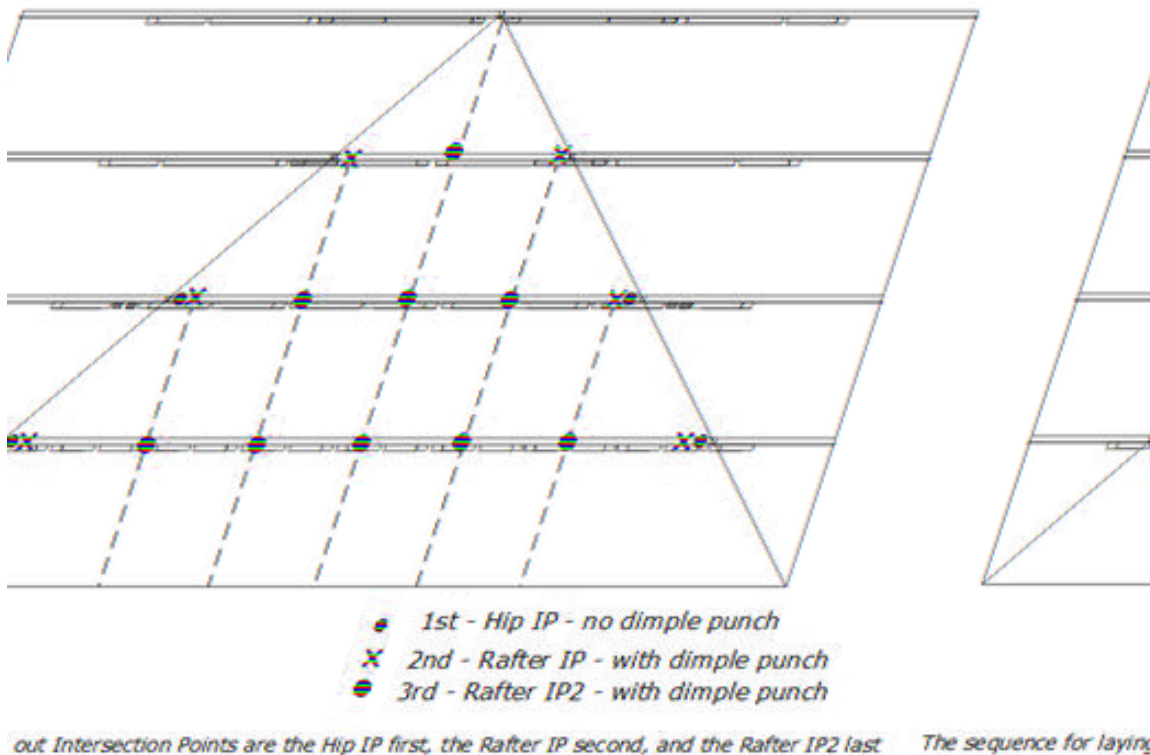 1st - Hip IP - no dimple punch
2nd - Rafter IP - with dimple punch
3rd - Rafter IP2 - with dimple punch
out Intersection Points are the Hip IP first, the Rafter IP second, and the Rafter IP2 last
The sequence for laying